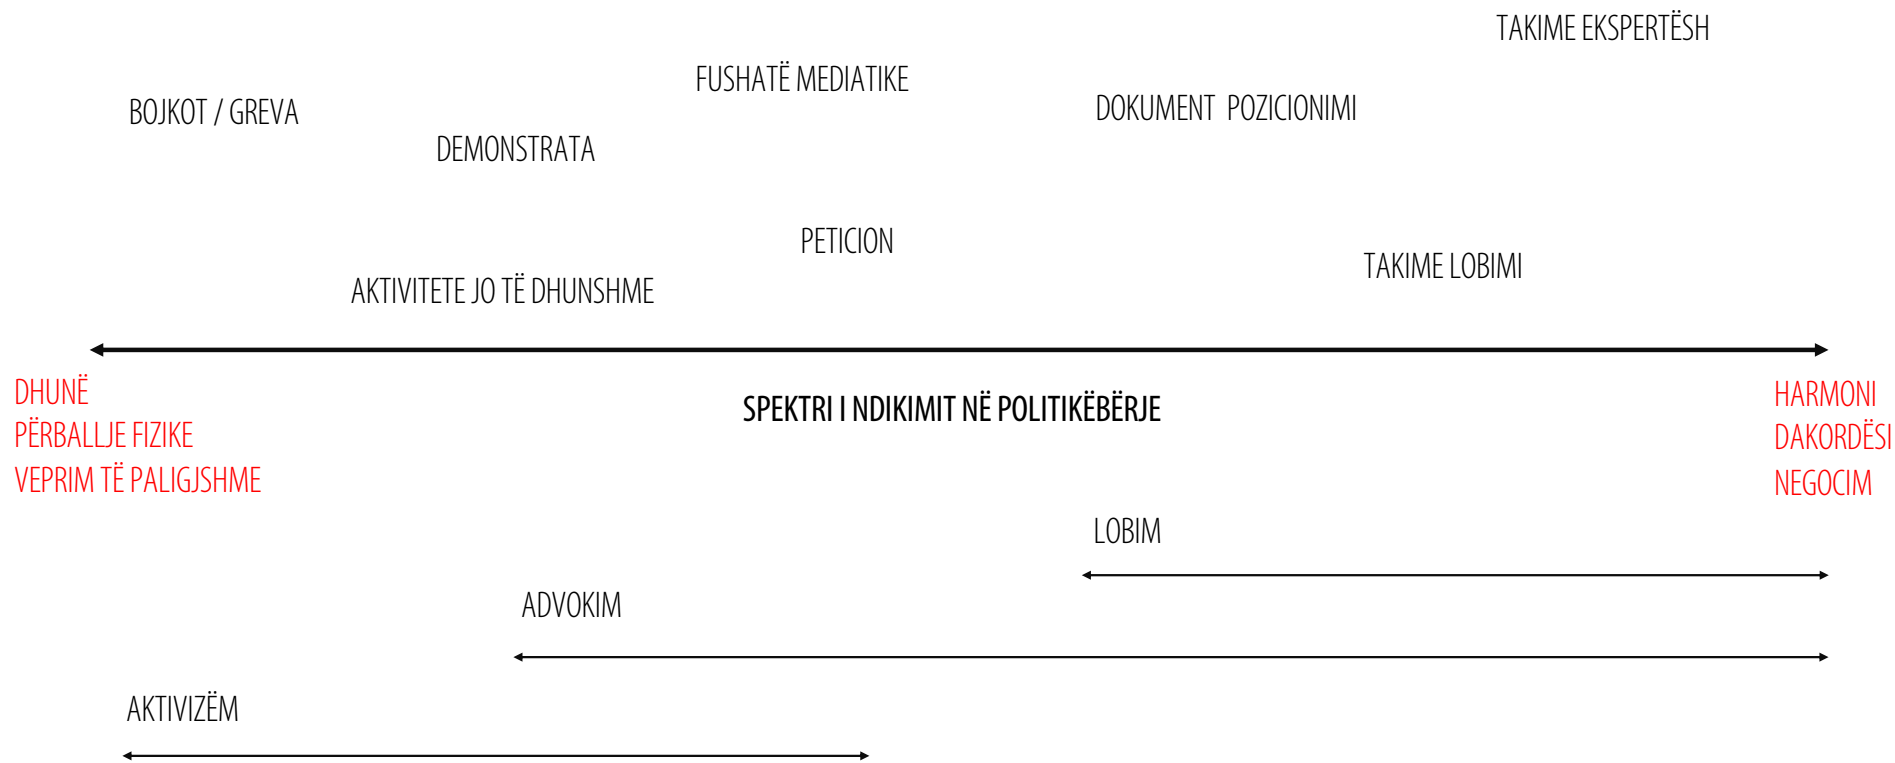 TAKIME EKSPERTËSH
FUSHATË MEDIATIKE
BOJKOT / GREVA
DOKUMENT POZICIONIMI
DEMONSTRATA
PETICION
TAKIME LOBIMI
AKTIVITETE JO TË DHUNSHME
DHUNË
PËRBALLJE FIZIKE
VEPRIM TË PALIGJSHME
SPEKTRI I NDIKIMIT NË POLITIKËBËRJE
HARMONI
DAKORDËSI
NEGOCIM
LOBIM
ADVOKIM
AKTIVIZËM